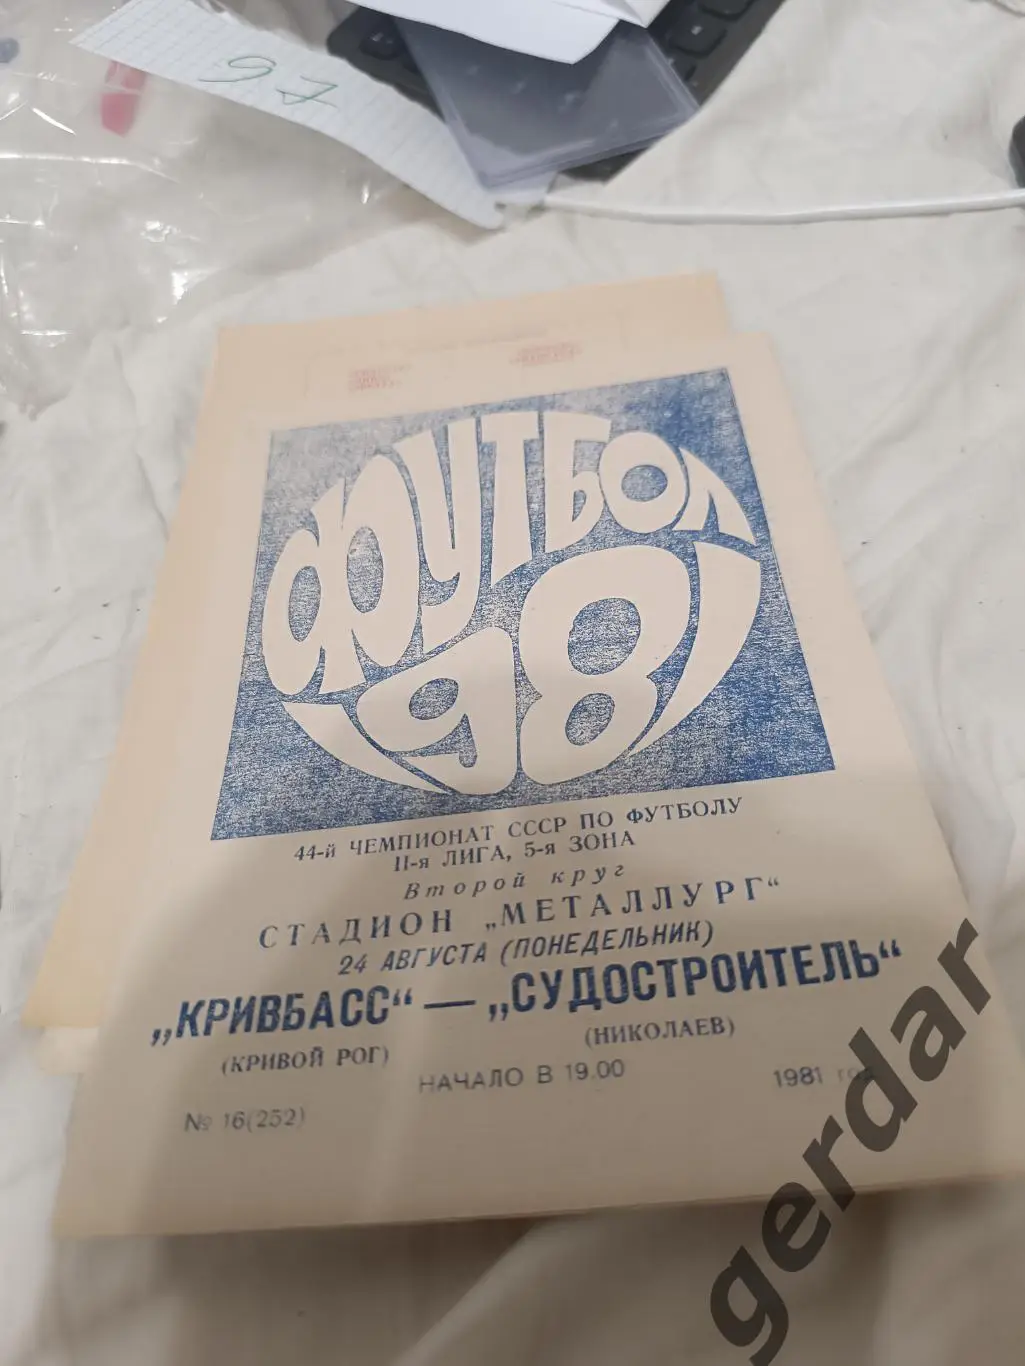 97
ФУТБОЛ
1981
44-й ЧЕМПИОНАТ СССР ПО ФУТБОЛУ
II-я ЛИГА, 5-я ЗОНА
Второй круг
СТАДИОН „МЕТАЛЛУРГ“
24 АВГУСТА (ПОНЕДЕЛЬНИК)
„КРИВБАСС“ — „СУДОСТРОИТЕЛЬ“
(КРИВОЙ РОГ) (НИКОЛАЕВ)
НАЧАЛО В 19.00
№ 16(252) 1981 год
gerdar